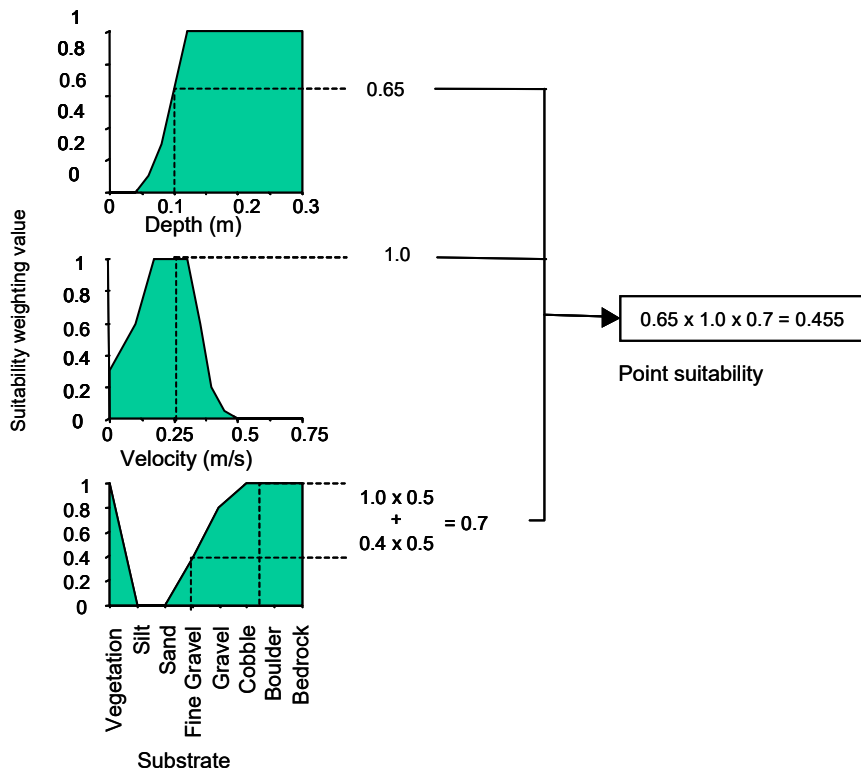 Suitability weighting value
1
0.8
0.6
0.4
0.2
0
0 0.1 0.2 0.3
Depth (m)
0.65
1
0.8
0.6
0.4
0.2
0
0 0.25 0.5 0.75
Velocity (m/s)
1.0
1
0.8
0.6
0.4
0.2
0
Vegetation
Silt
Sand
Fine Gravel
Gravel
Cobble
Boulder
Bedrock
Substrate
1.0 x 0.5
+
= 0.7
0.4 x 0.5
0.65 x 1.0 x 0.7 = 0.455
Point suitability